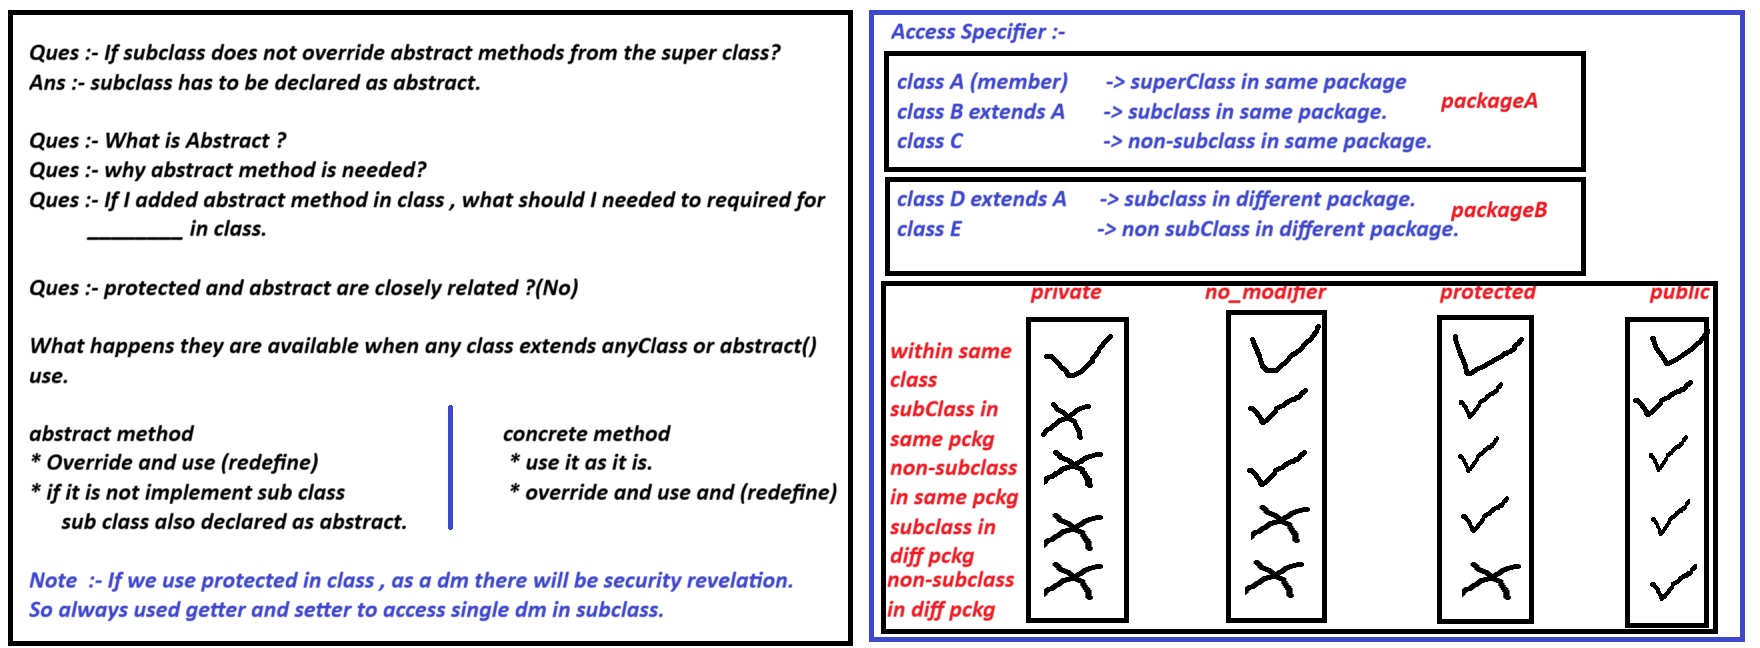 Ques :- If subclass does not override abstract methods from the super class?
Ans :- subclass has to be declared as abstract.
Ques :- What is Abstract ?
Ques :- why abstract method is needed?
Ques :- If I added abstract method in class , what should I needed to required for
________ in class.
Ques :- protected and abstract are closely related ?(No)
What happens they are available when any class extends anyClass or abstract()
use.
abstract method
* Override and use (redefine)
* if it is not implement sub class
sub class also declared as abstract.
concrete method
* use it as it is.
* override and use and (redefine)
Note :- If we use protected in class , as a dm there will be security revelation.
So always used getter and setter to access single dm in subclass.
Access Specifier :-
class A (member) -> superClass in same package
class B extends A -> subclass in same package.
class C -> non-subclass in same package.
packageA
class D extends A -> subclass in different package.
class E -> non subClass in different package.
packageB
private no_modifier protected public
within same
class
subClass in
same pckg
non-subclass
in same pckg
subclass in
diff pckg
non-subclass
in diff pckg